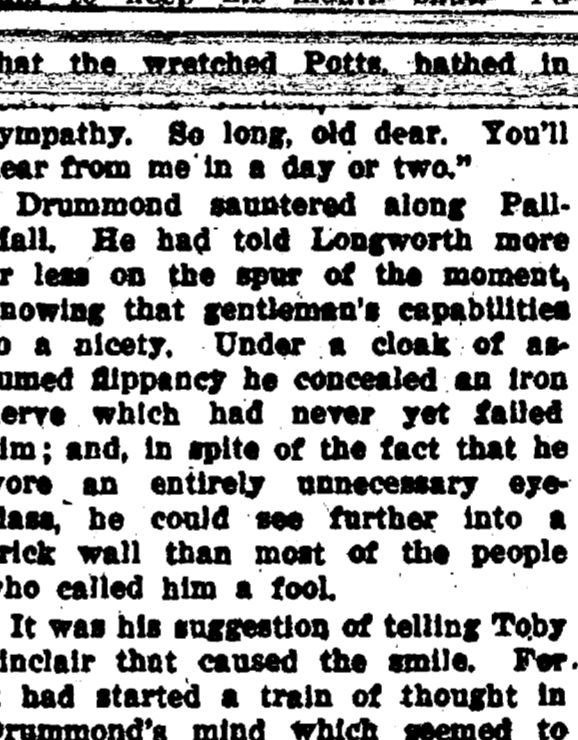 hat the wretched Potts, bathed in
ympathy. So long, old dear. You'll
ear from me in a day or two."
Drummond sauntered along Pall-
fall. He had told Longworth more
r less on the spur of the moment,
nowing that gentleman's capabilities
o a nicety. Under a cloak of as-
umed flippancy he concealed an iron
erve which had never yet failed
im; and, in spite of the fact that he
vore an entirely unnecessary eye-
lass, he could see further into a
rick wall than most of the people
ho called him a fool.
It was his suggestion of telling Toby
inclair that caused the smile. For
had started a train of thought in
rummond's mind which seemed to